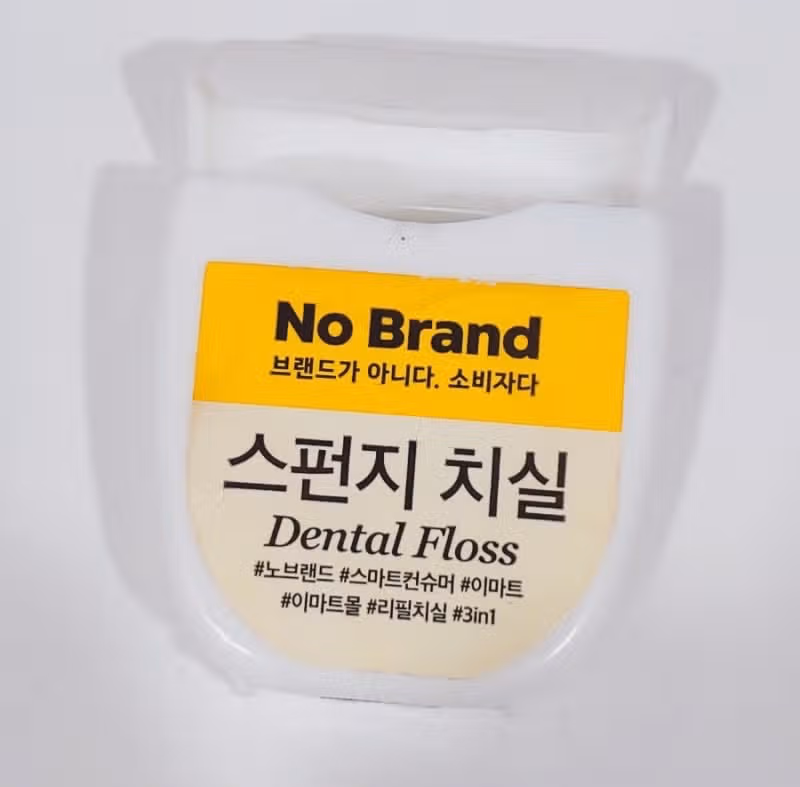 No Brand
브랜드가 아니다. 소비자다
스펀지 치실
Dental Floss
#노브랜드 #스마트컨슈머 #이마트
#이마트몰 #리필치실 #3in1